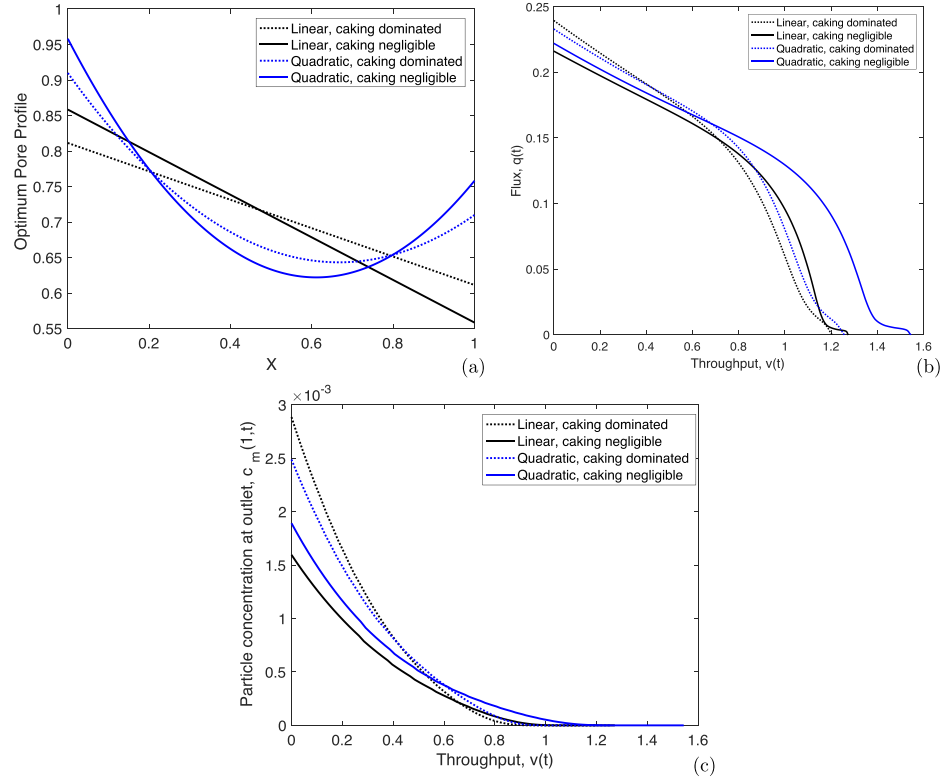 1
0.95
0.9
0.85
0.8
0.75
0.7
0.65
0.6
0.55
Optimum Pore Profile
Linear, caking dominated
Linear, caking negligible
Quadratic, caking dominated
Quadratic, caking negligible
0 0.2 0.4 0.6 0.8 1
X
(a)
0.25
0.2
0.15
0.1
0.05
0
Flux, q(t)
Linear, caking dominated
Linear, caking negligible
Quadratic, caking dominated
Quadratic, caking negligible
0 0.2 0.4 0.6 0.8 1 1.2 1.4 1.6
Throughput, v(t)
(b)
×10-3
3
2.5
2
1.5
1
0.5
0
Particle concentration at outlet, c m (1,t)
Linear, caking dominated
Linear, caking negligible
Quadratic, caking dominated
Quadratic, caking negligible
0 0.2 0.4 0.6 0.8 1 1.2 1.4 1.6
Throughput, v(t)
(c)